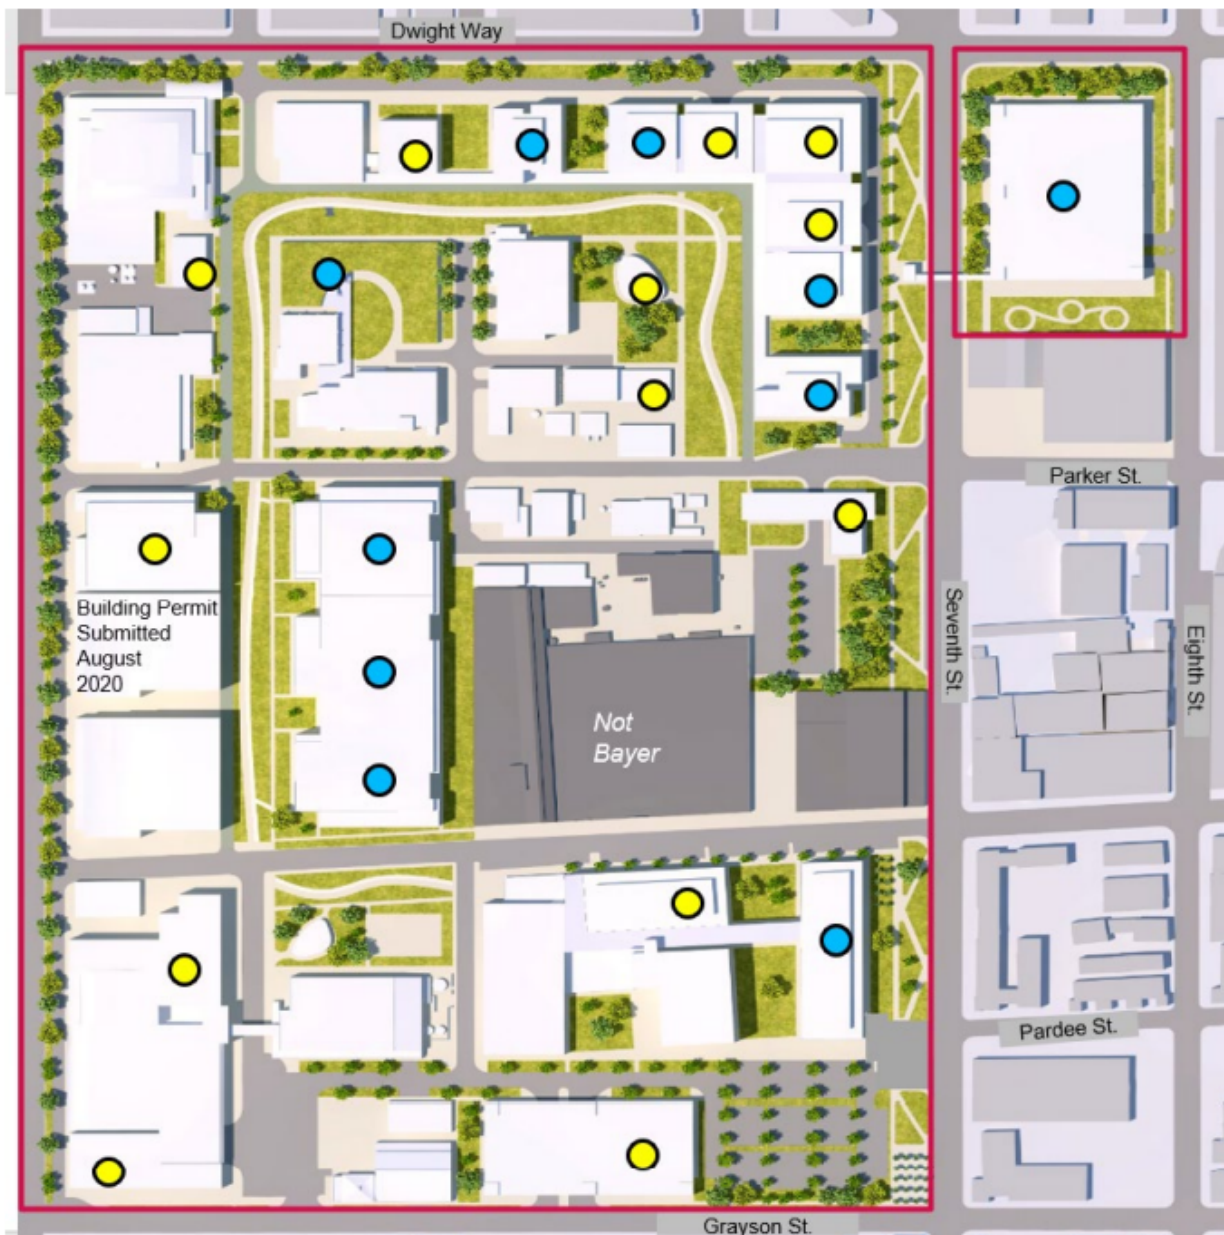 Dwight Way
Parker St.
Building Permit
Submitted
August
2020
Seventh St.
Eighth St.
Not
Bayer
Pardee St.
Grayson St.